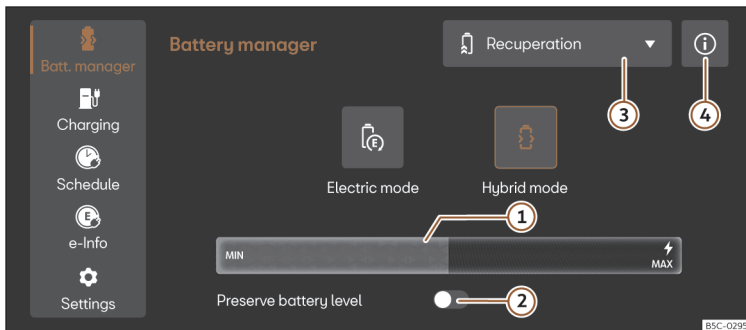 Batt. manager
Charging
Schedule
E
e-Info
Settings
Battery manager
Recuperation
i
3
4
E
Electric mode
Hybrid mode
1
MIN
MAX
Preserve battery level
2
B5C-0295